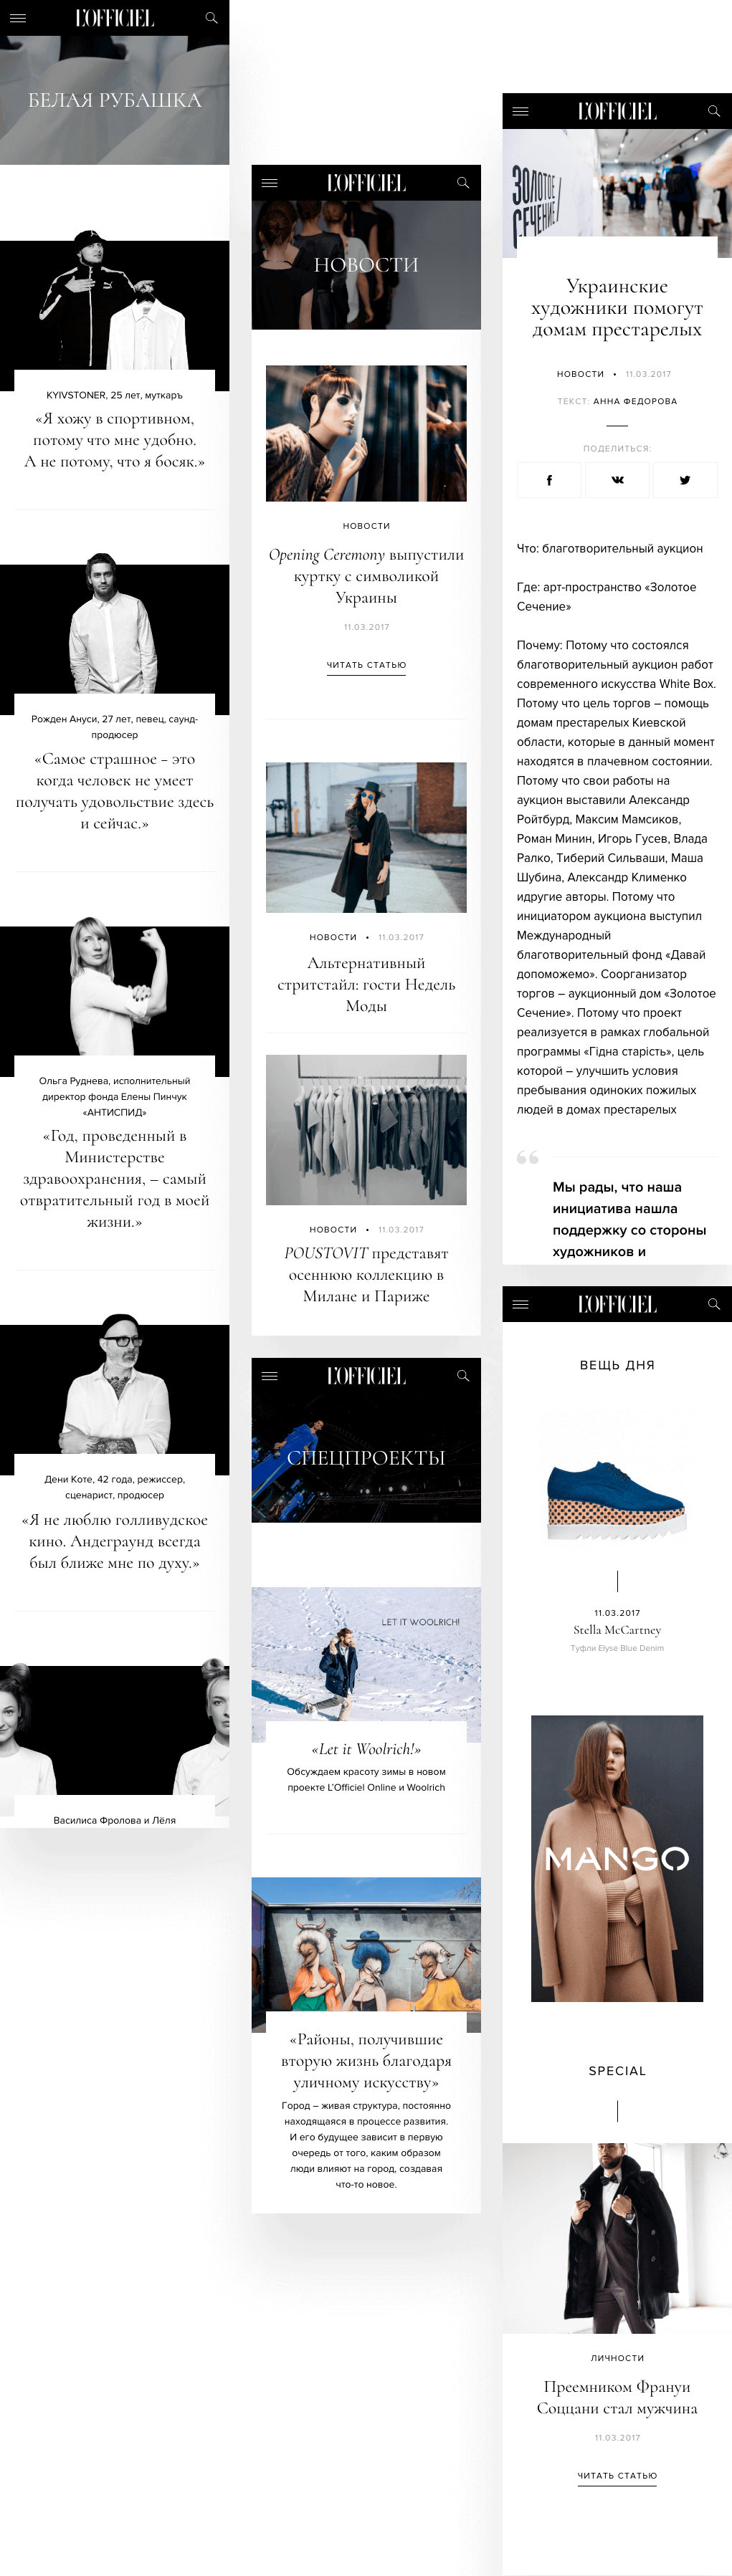 L'OFFICIEL
БЕЛАЯ РУБАШКА
KYIVSTONER, 25 лет, муткаръ
«Я хожу в спортивном,
потому что мне удобно.
А не потому, что я босяк.»
Рожден Ануси, 27 лет, певец, саунд-
продюсер
«Самое страшное – это
когда человек не умеет
получать удовольствие здесь
и сейчас.»
Ольга Руднева, исполнительный
директор фонда Елены Пинчук
«АНТИСПИД»
«Год, проведенный в
Министерстве
здравоохранения, – самый
отвратительный год в моей
жизни.»
Дени Коте, 42 года, режиссер,
сценарист, продюсер
«Я не люблю голливудское
кино. Андеграунд всегда
был ближе мне по духу.»
Василиса Фролова и Лёля
L'OFFICIEL
НОВОСТИ
НОВОСТИ
Opening Ceremony выпустили
куртку с символикой
Украины
11.03.2017
ЧИТАТЬ СТАТЬЮ
НОВОСТИ • 11.03.2017
Альтернативный
стритстайл: гости Недель
Моды
НОВОСТИ • 11.03.2017
POUSTOVIT представят
осеннюю коллекцию в
Милане и Париже
L'OFFICIEL
СПЕЦПРОЕКТЫ
LET IT WOOLRICH!
«Let it Woolrich!»
Обсуждаем красоту зимы в новом
проекте L'Officiel Online и Woolrich
«Районы, получившие
вторую жизнь благодаря
уличному искусству»
Город – живая структура, постоянно
находящаяся в процессе развития.
И его будущее зависит в первую
очередь от того, каким образом
люди влияют на город, создавая
что-то новое.
L'OFFICIEL
ЗОЛОТОЕ
СЕЧЕНИЕ
Украинские
художники помогут
домам престарелых
НОВОСТИ • 11.03.2017
ТЕКСТ: АННА ФЕДОРОВА
ПОДЕЛИТЬСЯ:
Что: благотворительный аукцион
Где: арт-пространство «Золотое
Сечение»
Почему: Потому что состоялся
благотворительный аукцион работ
современного искусства White Box.
Потому что цель торгов – помощь
домам престарелых Киевской
области, которые в данный момент
находятся в плачевном состоянии.
Потому что свои работы на
аукцион выставили Александр
Ройтбурд, Максим Мамсиков,
Роман Минин, Игорь Гусев, Влада
Ралко, Тиберий Сильваши, Маша
Шубина, Александр Клименко
идругие авторы. Потому что
инициатором аукциона выступил
Международный
благотворительный фонд «Давай
допоможемо». Соорганизатор
торгов – аукционный дом «Золотое
Сечение». Потому что проект
реализуется в рамках глобальной
программы «Гідна старість», цель
которой – улучшить условия
пребывания одиноких пожилых
людей в домах престарелых
Мы рады, что наша
инициатива нашла
поддержку со стороны
художников и
L'OFFICIEL
ВЕЩЬ ДНЯ
11.03.2017
Stella McCartney
Туфли Elyse Blue Denim
MANGO
SPECIAL
ЛИЧНОСТИ
Преемником Франуи
Соццани стал мужчина
11.03.2017
ЧИТАТЬ СТАТЬЮ